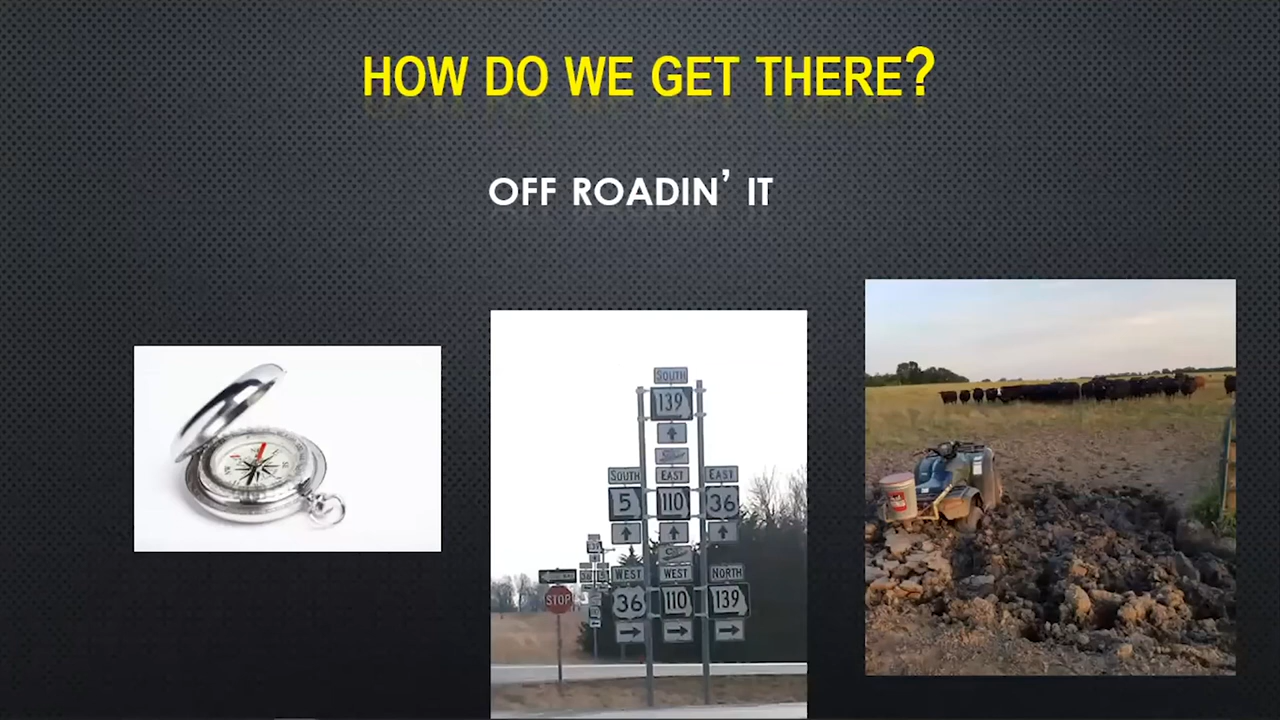 HOW DO WE GET THERE?
OFF ROADIN' IT
SOUTH
139
SOUTH EAST EAST
5 110 36
WEST WEST NORTH
36 110 139
STOP